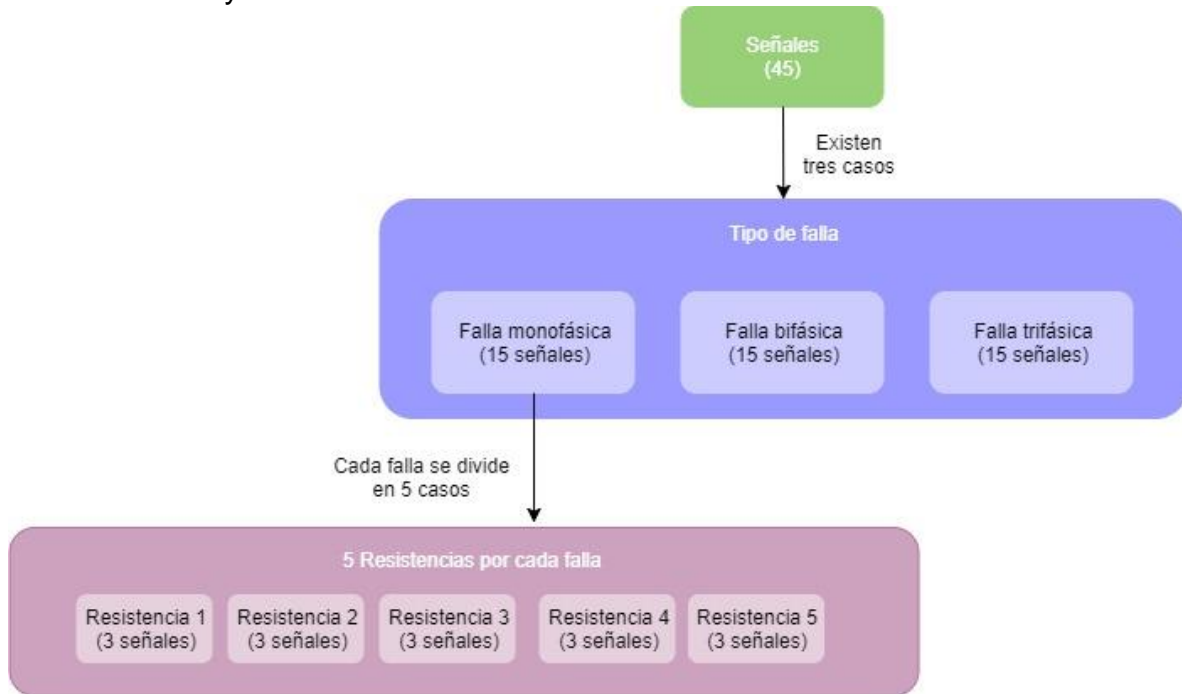 Señales
(45)
Existen
tres casos
Tipo de falla
Falla monofásica
(15 señales)
Falla bifásica
(15 señales)
Falla trifásica
(15 señales)
Cada falla se divide
en 5 casos
5 Resistencias por cada falla
Resistencia 1
(3 señales)
Resistencia 2
(3 señales)
Resistencia 3
(3 señales)
Resistencia 4
(3 señales)
Resistencia 5
(3 señales)